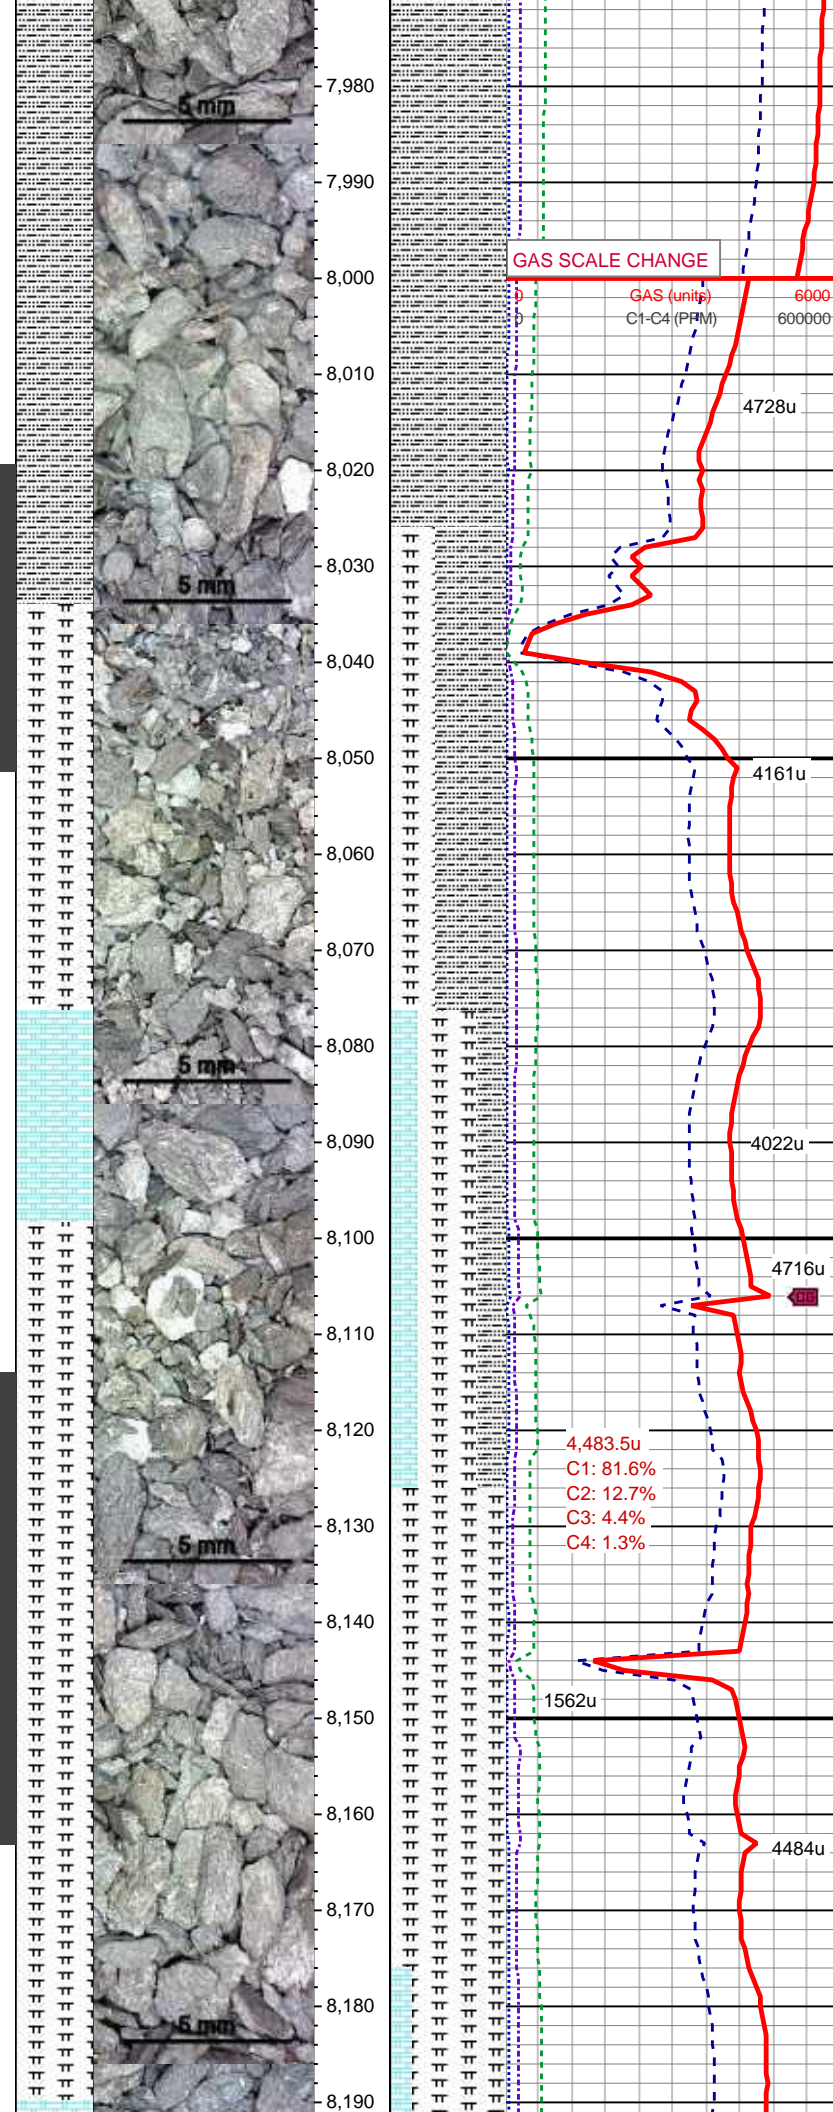 5 mm
7,980
7,990
GAS SCALE CHANGE
8,000
0 GAS (units) 6000
0 C1-C4 (PPM) 600000
8,010
4728u
8,020
8,030
5 mm
8,040
8,050
4161u
8,060
8,070
8,080
5 mm
8,090
4022u
8,100
4716u
CG
8,110
8,120
4,483.5u
C1: 81.6%
C2: 12.7%
C3: 4.4%
C4: 1.3%
8,130
5 mm
8,140
1562u
8,150
8,160
4484u
8,170
8,180
5 mm
8,190